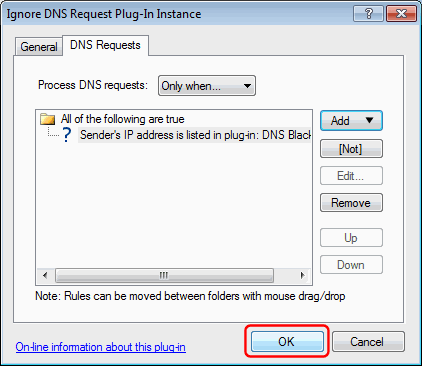 Ignore DNS Request Plug-In Instance
General
DNS Requests
Process DNS requests:
Only when...
All of the following are true
? Sender's IP address is listed in plug-in: DNS Black
Add
[Not]
Edit...
Remove
Up
Down
Note: Rules can be moved between folders with mouse drag/drop
On-line information about this plug-in
OK
Cancel